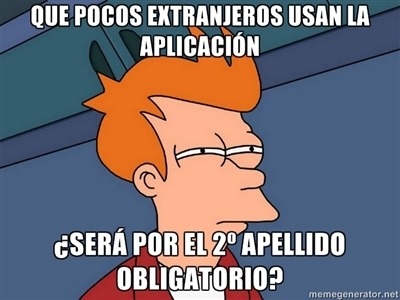 QUE POCOS EXTRANJEROS USAN LA
APLICACIÓN
¿SERÁ POR EL 2º APELLIDO
OBLIGATORIO?
memegenerator.net